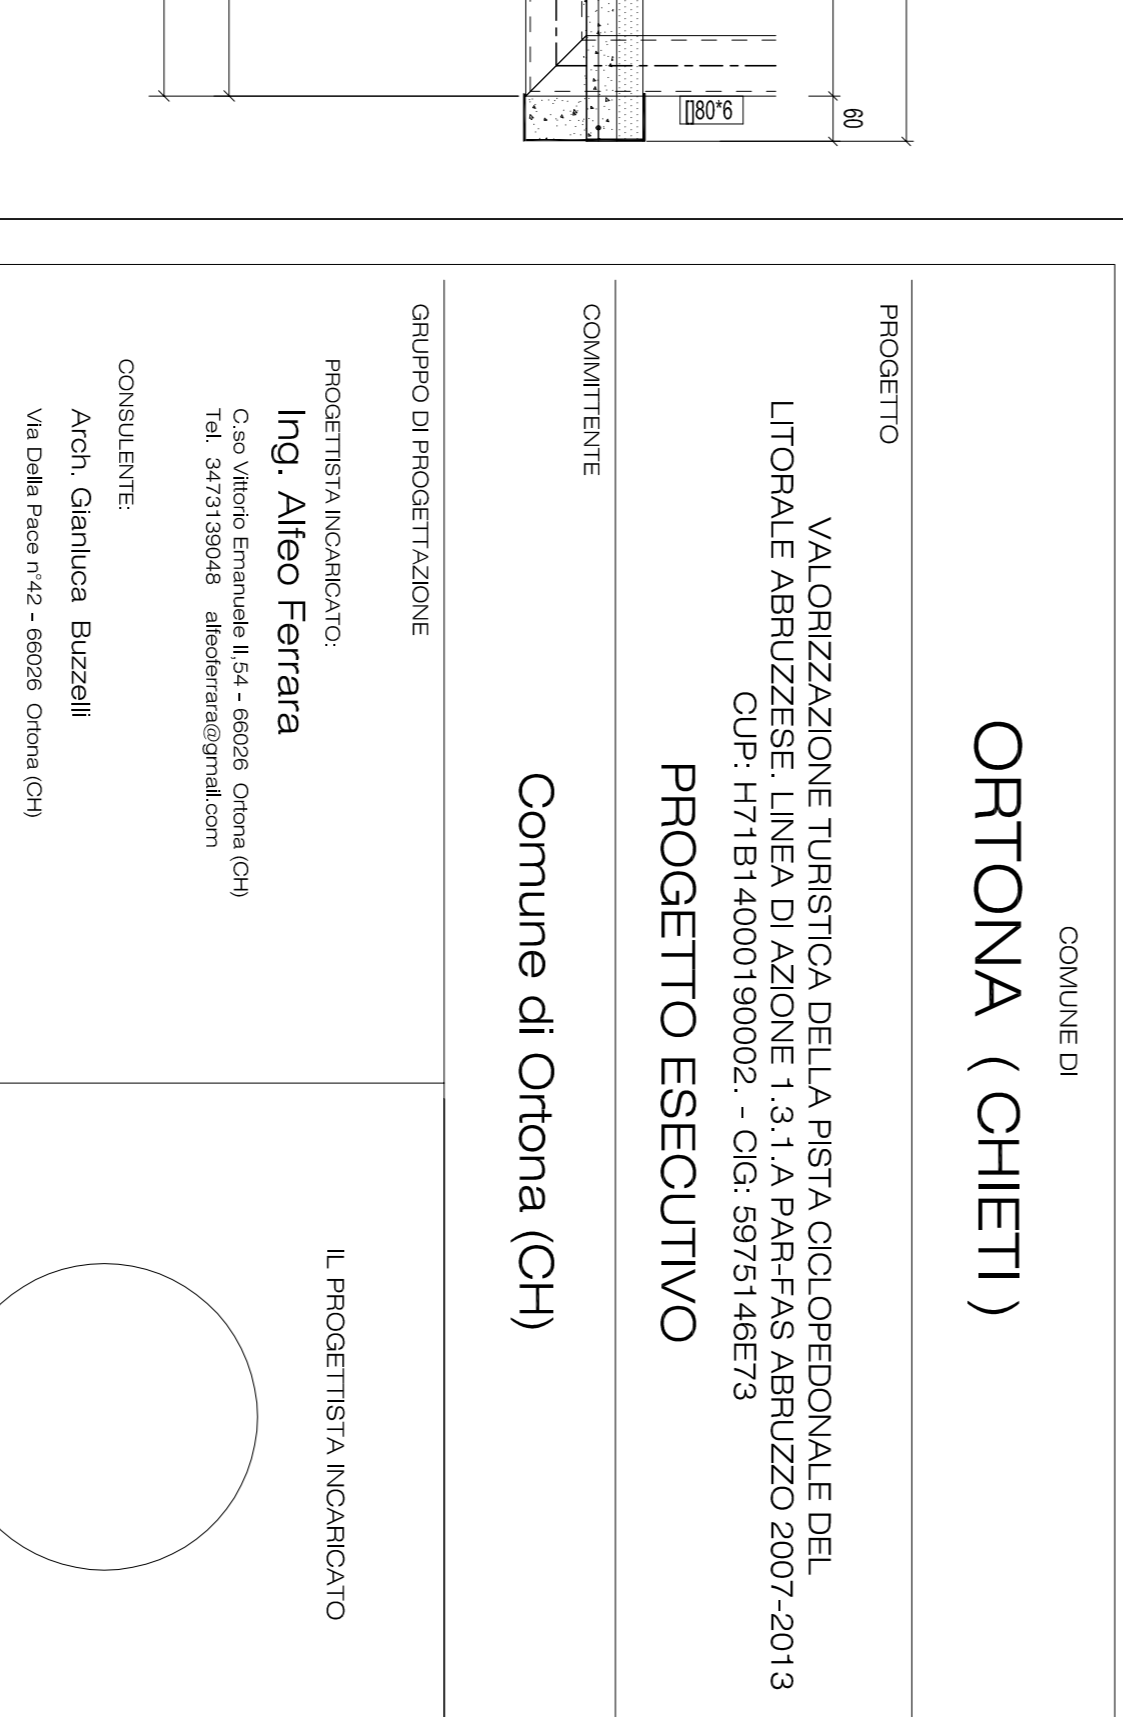 ▯80*6
60
COMUNE DI
ORTONA ( CHIETI )
PROGETTO
VALORIZZAZIONE TURISTICA DELLA PISTA CICLOPEDONALE DEL
LITORALE ABRUZZESE. LINEA DI AZIONE 1.3.1.A PAR-FAS ABRUZZO 2007-2013
CUP: H71B14000190002. - CIG: 5975146E73
PROGETTO ESECUTIVO
COMMITTENTE
Comune di Ortona (CH)
GRUPPO DI PROGETTAZIONE
PROGETTISTA INCARICATO:
Ing. Alfeo Ferrara
C.so Vittorio Emanuele II,54 - 66026 Ortona (CH)
Tel. 3473139048 alfeoferrara@gmail.com
CONSULENTE:
Arch. Gianluca Buzzelli
Via Della Pace n°42 - 66026 Ortona (CH)
IL PROGETTISTA INCARICATO